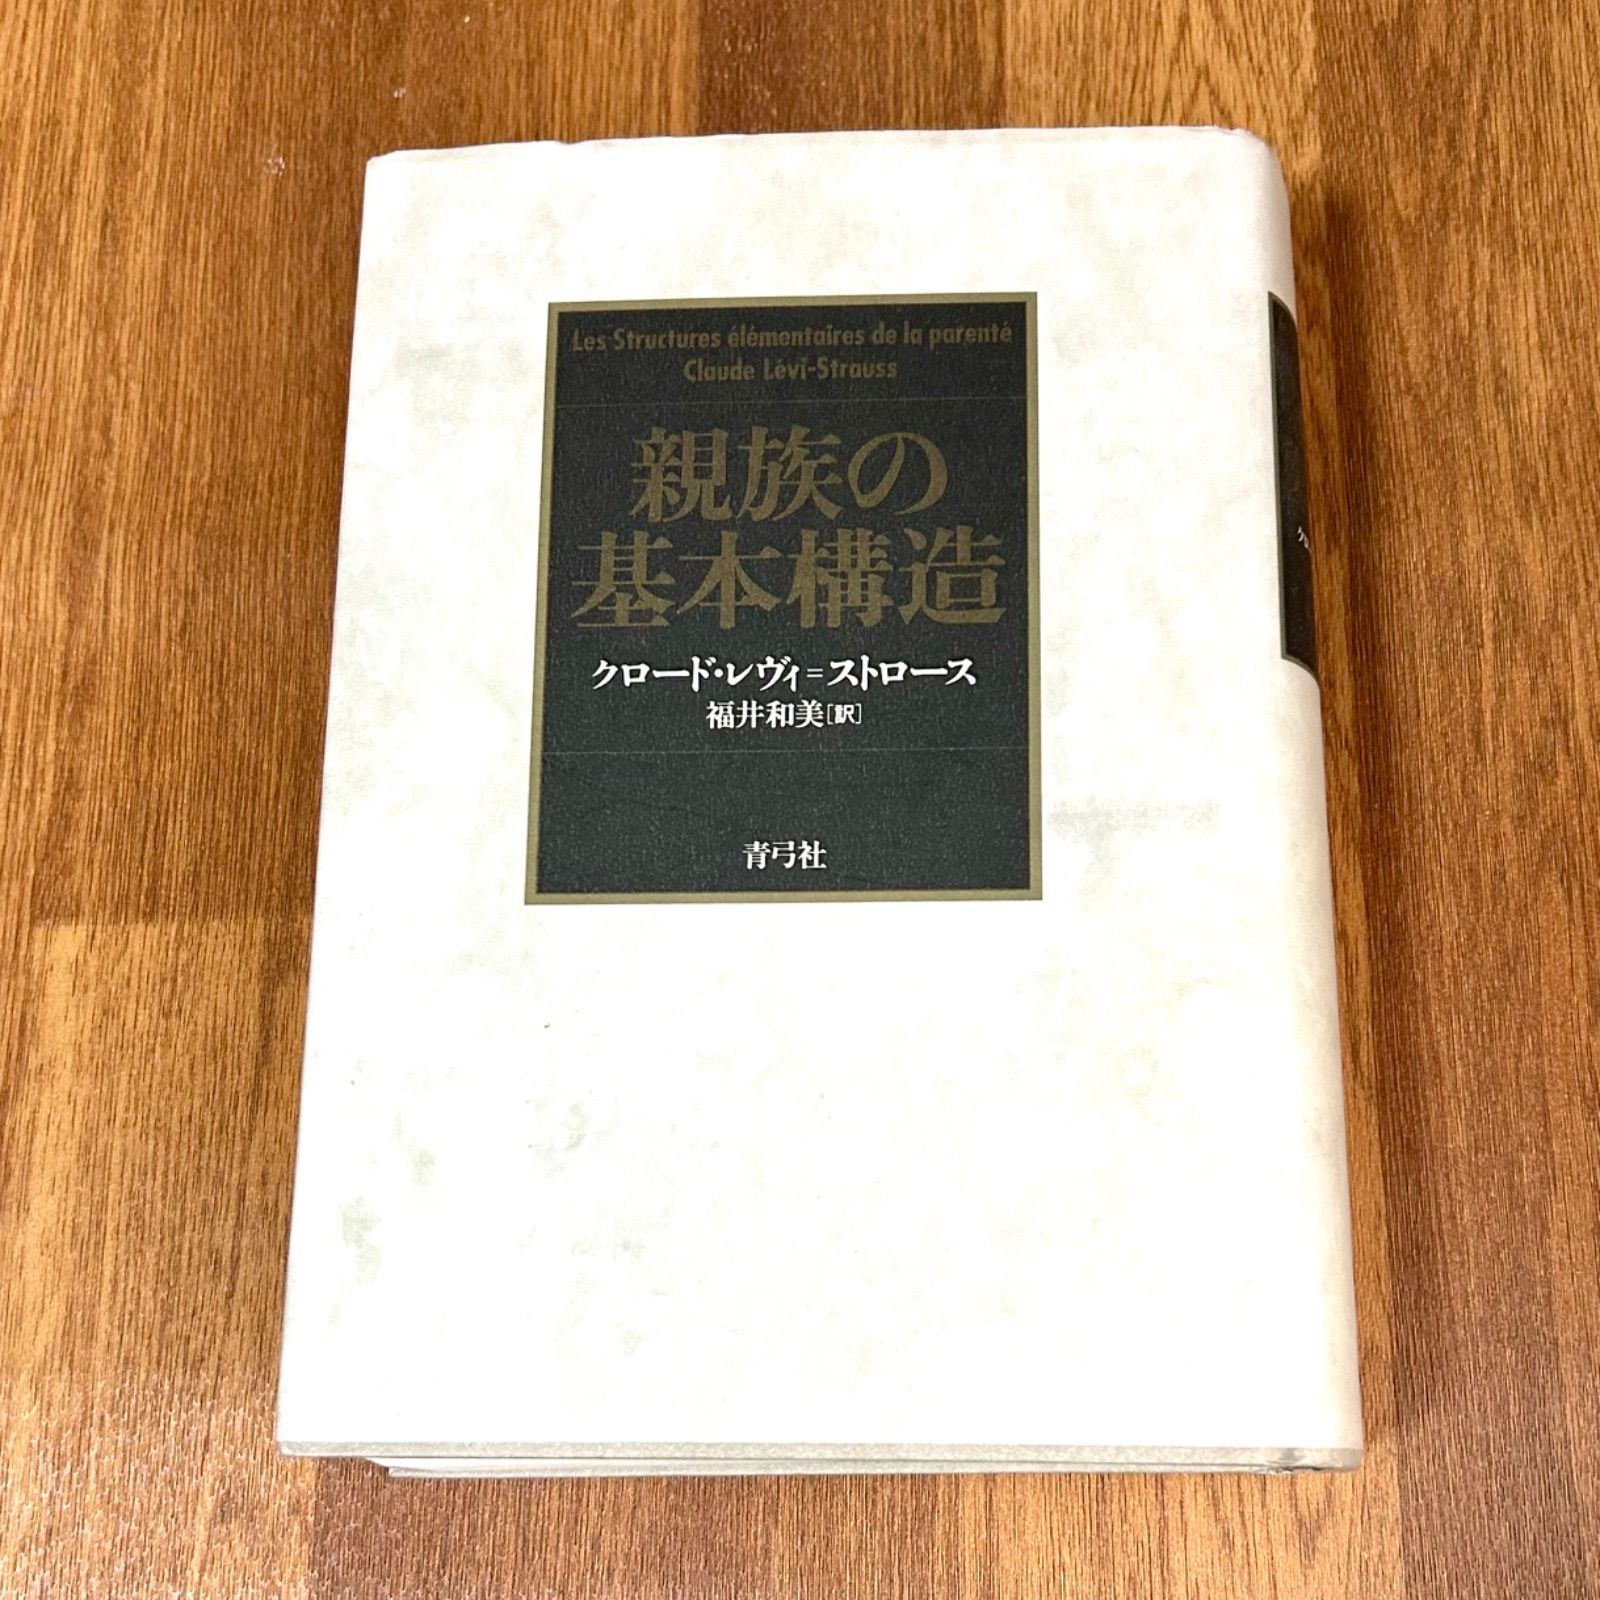 Les Structures élémentaires de la parenté
Claude Lévi-Strauss
親族の
基本構造
クロード・レヴィ=ストロース
福井和美[訳]
青弓社